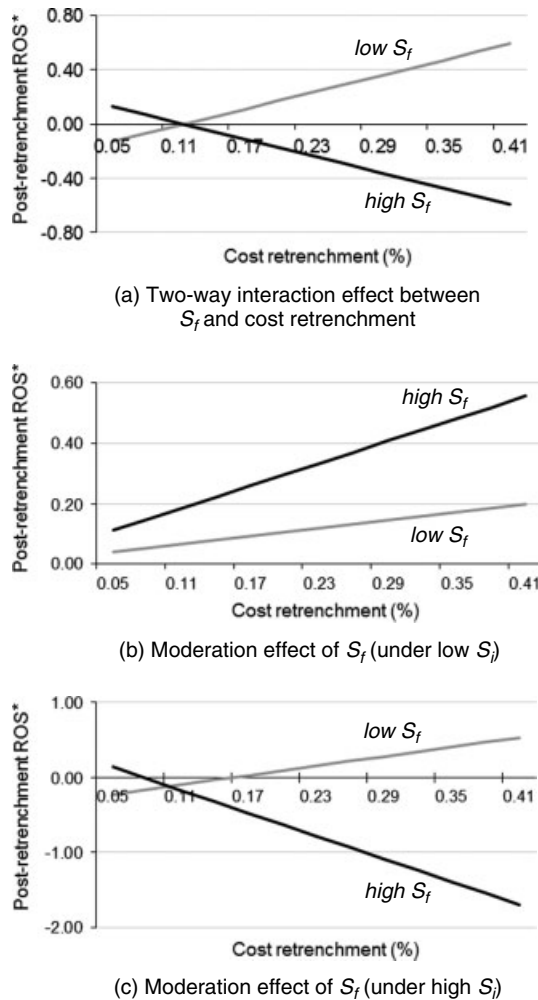 Post-retrenchment ROS*
0.80
0.40
0.00
-0.40
-0.80
low Sf
high Sf
0.05 0.11 0.17 0.23 0.29 0.35 0.41
Cost retrenchment (%)
(a) Two-way interaction effect between
Sf and cost retrenchment
Post-retrenchment ROS*
0.60
0.40
0.20
0.00
high Sf
low Sf
0.05 0.11 0.17 0.23 0.29 0.35 0.41
Cost retrenchment (%)
(b) Moderation effect of Sf (under low Si)
Post-retrenchment ROS*
1.00
0.00
-1.00
-2.00
low Sf
high Sf
0.05 0.11 0.17 0.23 0.29 0.35 0.41
Cost retrenchment (%)
(c) Moderation effect of Sf (under high Si)